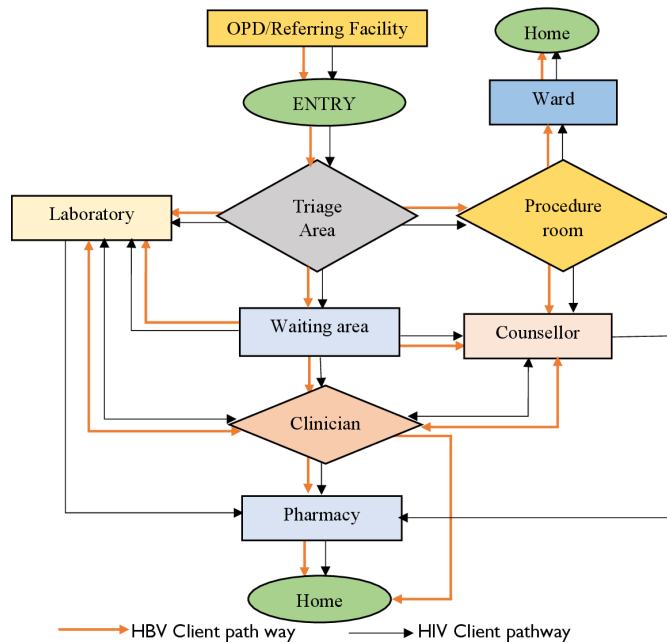 OPD/Referring Facility
Home
ENTRY
Ward
Laboratory
Triage
Area
Procedure
room
Waiting area
Counsellor
Clinician
Pharmacy
Home
HBV Client path way
HIV Client pathway